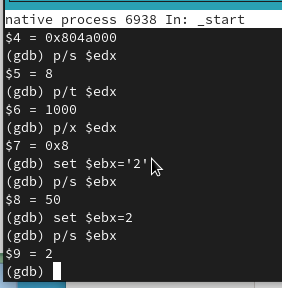 native process 6938 In: _start
$4 = 0x804a000
(gdb) p/s $edx
$5 = 8
(gdb) p/t $edx
$6 = 1000
(gdb) p/x $edx
$7 = 0x8
(gdb) set $ebx='2'
(gdb) p/s $ebx
$8 = 50
(gdb) set $ebx=2
(gdb) p/s $ebx
$9 = 2
(gdb)